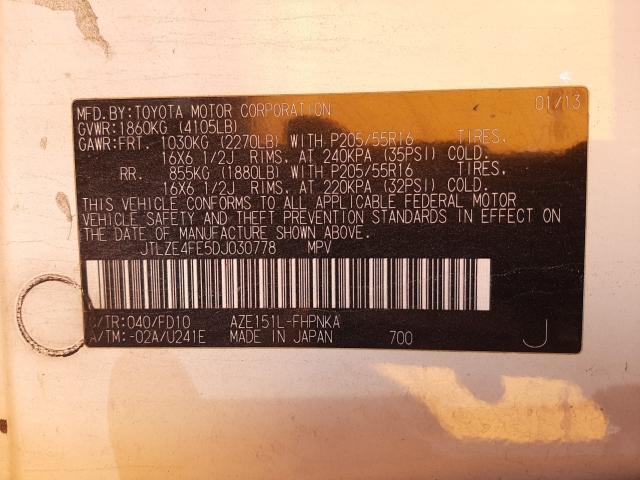 MFD.BY:TOYOTA MOTOR CORPORATION 01/13
GVWR:1860KG (4105LB)
GAWR:FRT. 1030KG (2270LB) WITH P205/55R16 TIRES,
16X6 1/2J RIMS, AT 240KPA (35PSI) COLD.
RR. 855KG (1880LB) WITH P205/55R16 TIRES,
16X6 1/2J RIMS, AT 220KPA (32PSI) COLD.
THIS VEHICLE CONFORMS TO ALL APPLICABLE FEDERAL MOTOR
VEHICLE SAFETY AND THEFT PREVENTION STANDARDS IN EFFECT ON
THE DATE OF MANUFACTURE SHOWN ABOVE.
JTLZE4FE5DJ030778 MPV
/TR:040/FD10 AZE151L-FHPNKA
A/TM:-02A/U241E MADE IN JAPAN 700 J